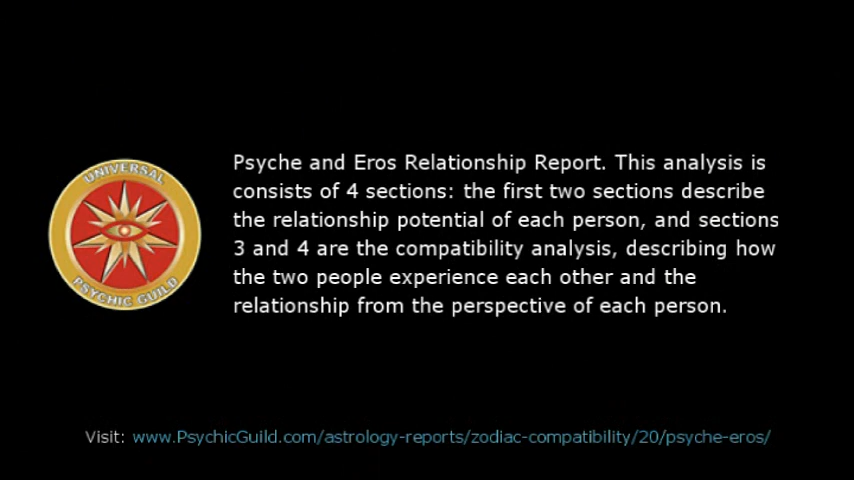 UNIVERSAL
PSYCHIC GUILD
Psyche and Eros Relationship Report. This analysis is
consists of 4 sections: the first two sections describe
the relationship potential of each person, and sections
3 and 4 are the compatibility analysis, describing how
the two people experience each other and the
relationship from the perspective of each person.
Visit: www.PsychicGuild.com/astrology-reports/zodiac-compatibility/20/psyche-eros/